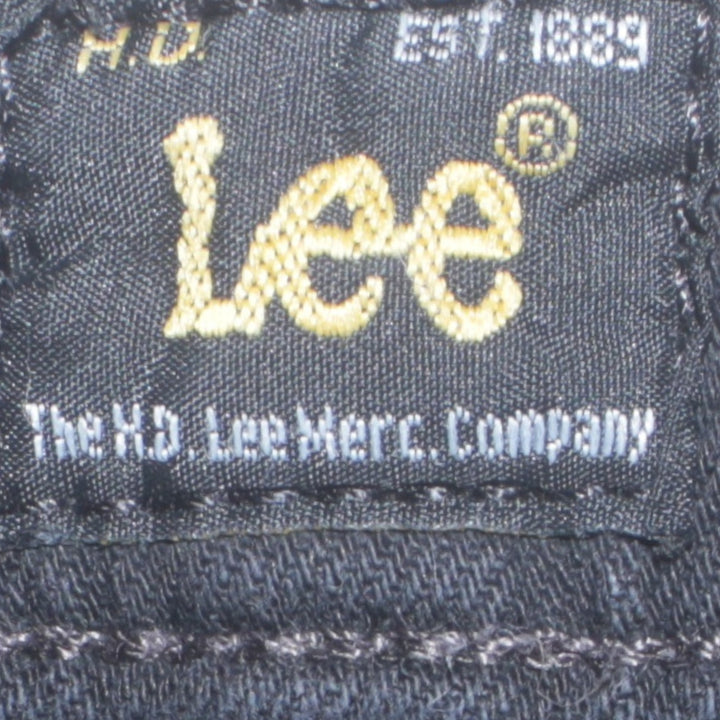 H.D. EST. 1889
Lee®
The H.D. Lee Merc. Company